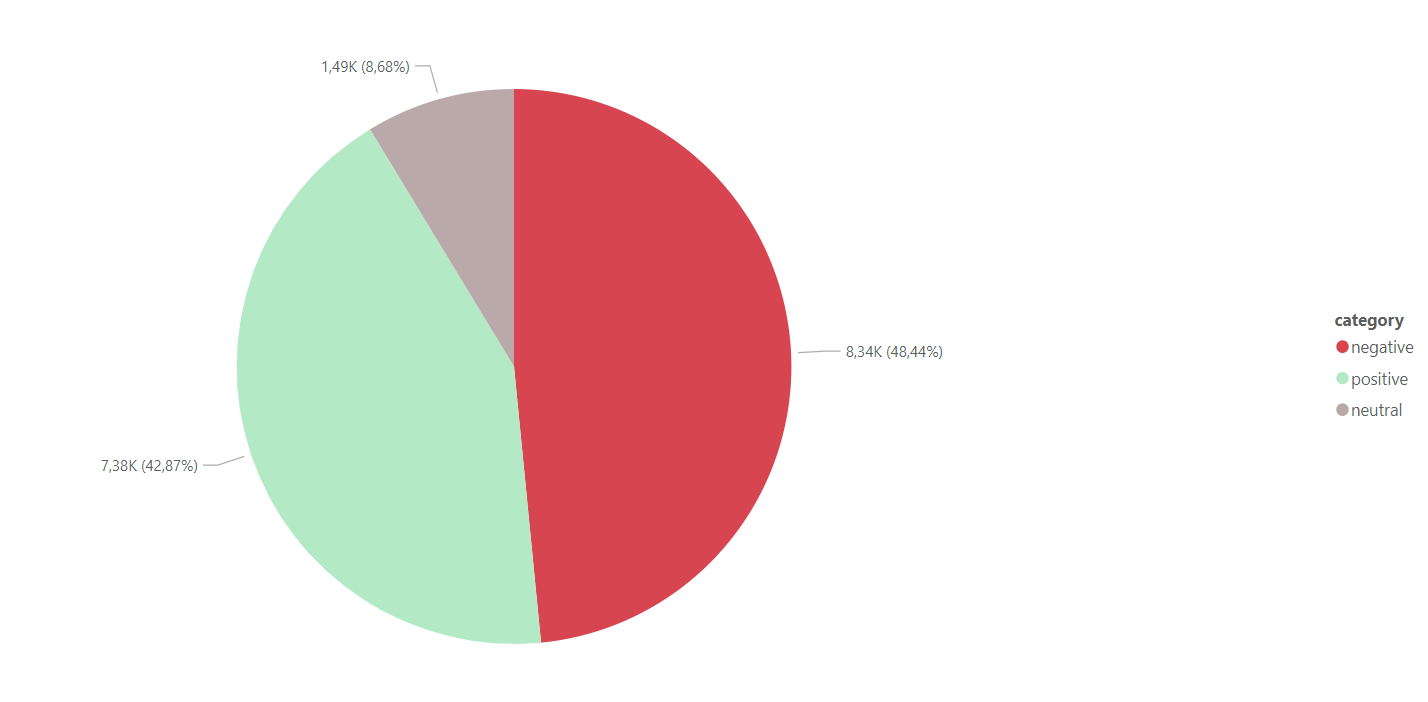 1,49K (8,68%)
8,34K (48,44%)
7,38K (42,87%)
category
negative
positive
neutral